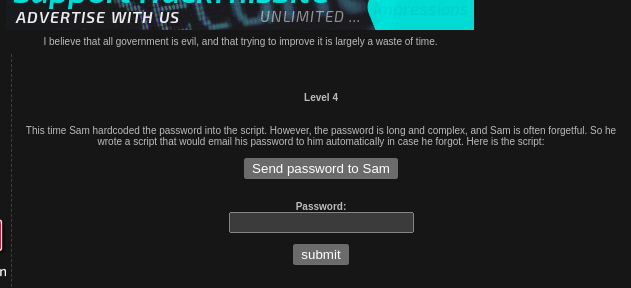 Support HackThisSite
ADVERTISE WITH US
UNLIMITED ...
impressions
I believe that all government is evil, and that trying to improve it is largely a waste of time.
Level 4
This time Sam hardcoded the password into the script. However, the password is long and complex, and Sam is often forgetful. So he
wrote a script that would email his password to him automatically in case he forgot. Here is the script:
Send password to Sam
Password:
submit
n